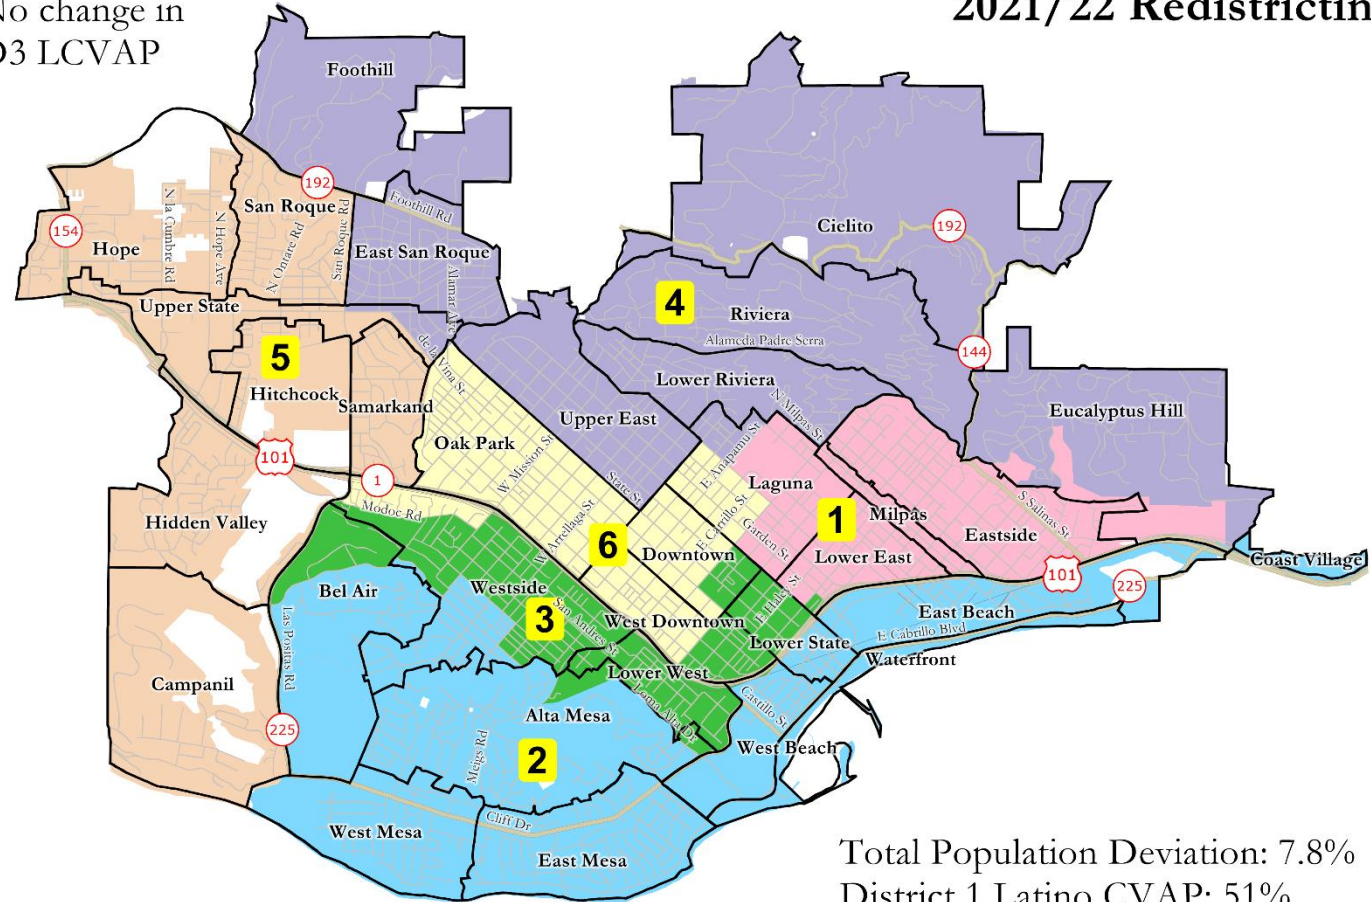 No change in
D3 LCVAP
2021/22 Redistricting
Foothill
192
Foothill Rd
San Roque
154
Hope
N la Cumbre Rd
N Hope Ave
N Ontare Rd
San Roque Rd
East San Roque
Alamar Ave
Cielito
192
Upper State
4
Riviera
Alameda Padre Serra
144
5
Hitchcock
Samarkand
de la Vina St
Lower Riviera
N Milpas St
Eucalyptus Hill
Upper East
Oak Park
W Mission St
State St
E Anapamu St
101
1
Laguna
Modoc Rd
W Arrellaga St
E Carrillo St
Garden St
1
Milpas
S Salinas St
Hidden Valley
6
Downtown
Lower East
Eastside
101
Coast Village
225
Bel Air
Westside
3
San Andres St
West Downtown
E Haley St
East Beach
E Cabrillo Blvd
Lower State
Waterfront
Las Positas Rd
Campanil
Lower West
Loma Alta Dr
Castillo St
225
Alta Mesa
Meigs Rd
2
West Beach
Cliff Dr
West Mesa
East Mesa
Total Population Deviation: 7.8%
District 1 Latino CVAP: 51%